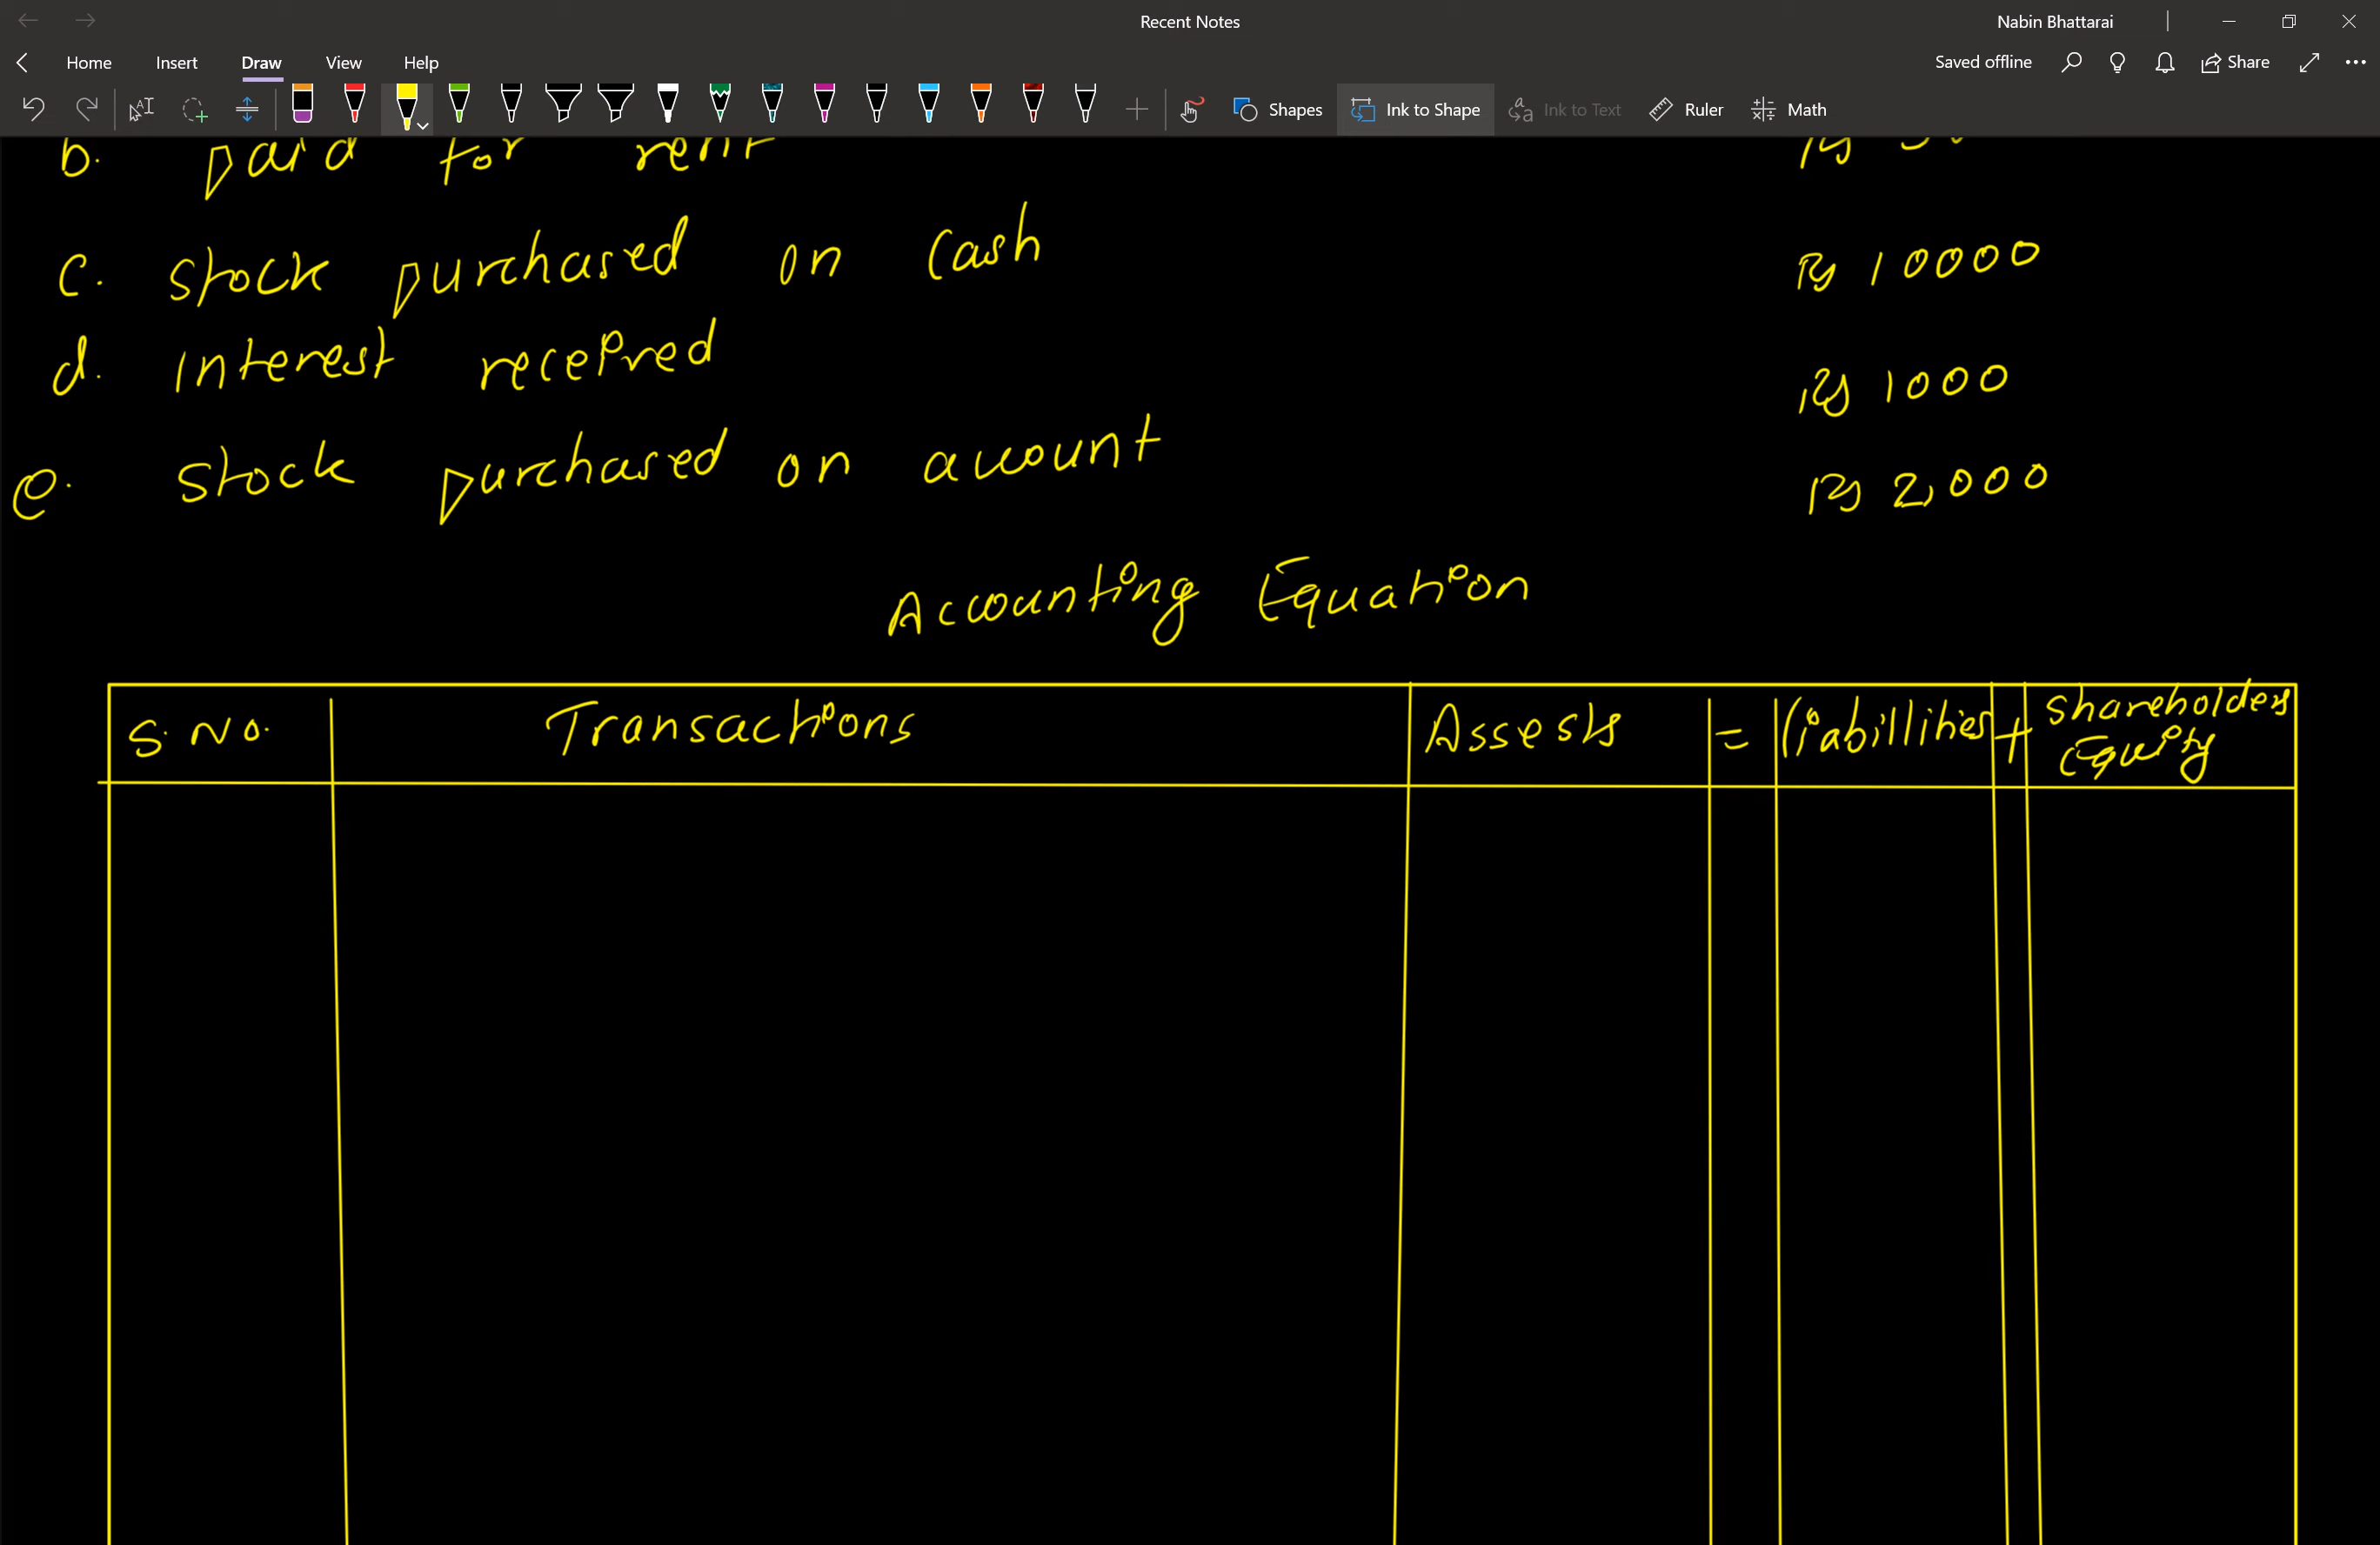 Recent Notes
Nabin Bhattarai
Home Insert Draw View Help
Saved offline
Share
Shapes Ink to Shape Ink to Text Ruler Math
b. paid for rent
c. stock purchased on cash Rs 10000
d. interest received Rs 1000
e. stock purchased on account Rs 2,000
Accounting Equation
S. No. Transactions Assests = liabillities + shareholders
Equity